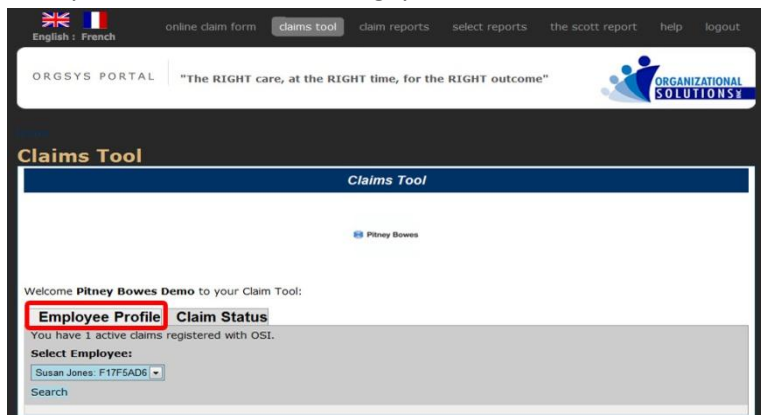 English : French
online claim form claims tool claim reports select reports the scott report help logout
ORGSYS PORTAL "The RIGHT care, at the RIGHT time, for the RIGHT outcome"
ORGANIZATIONAL
SOLUTIONS
Claims Tool
Claims Tool
Pitney Bowes
Welcome Pitney Bowes Demo to your Claim Tool:
Employee Profile Claim Status
You have 1 active claims registered with OSI.
Select Employee:
Susan Jones: F17F5AD6
Search